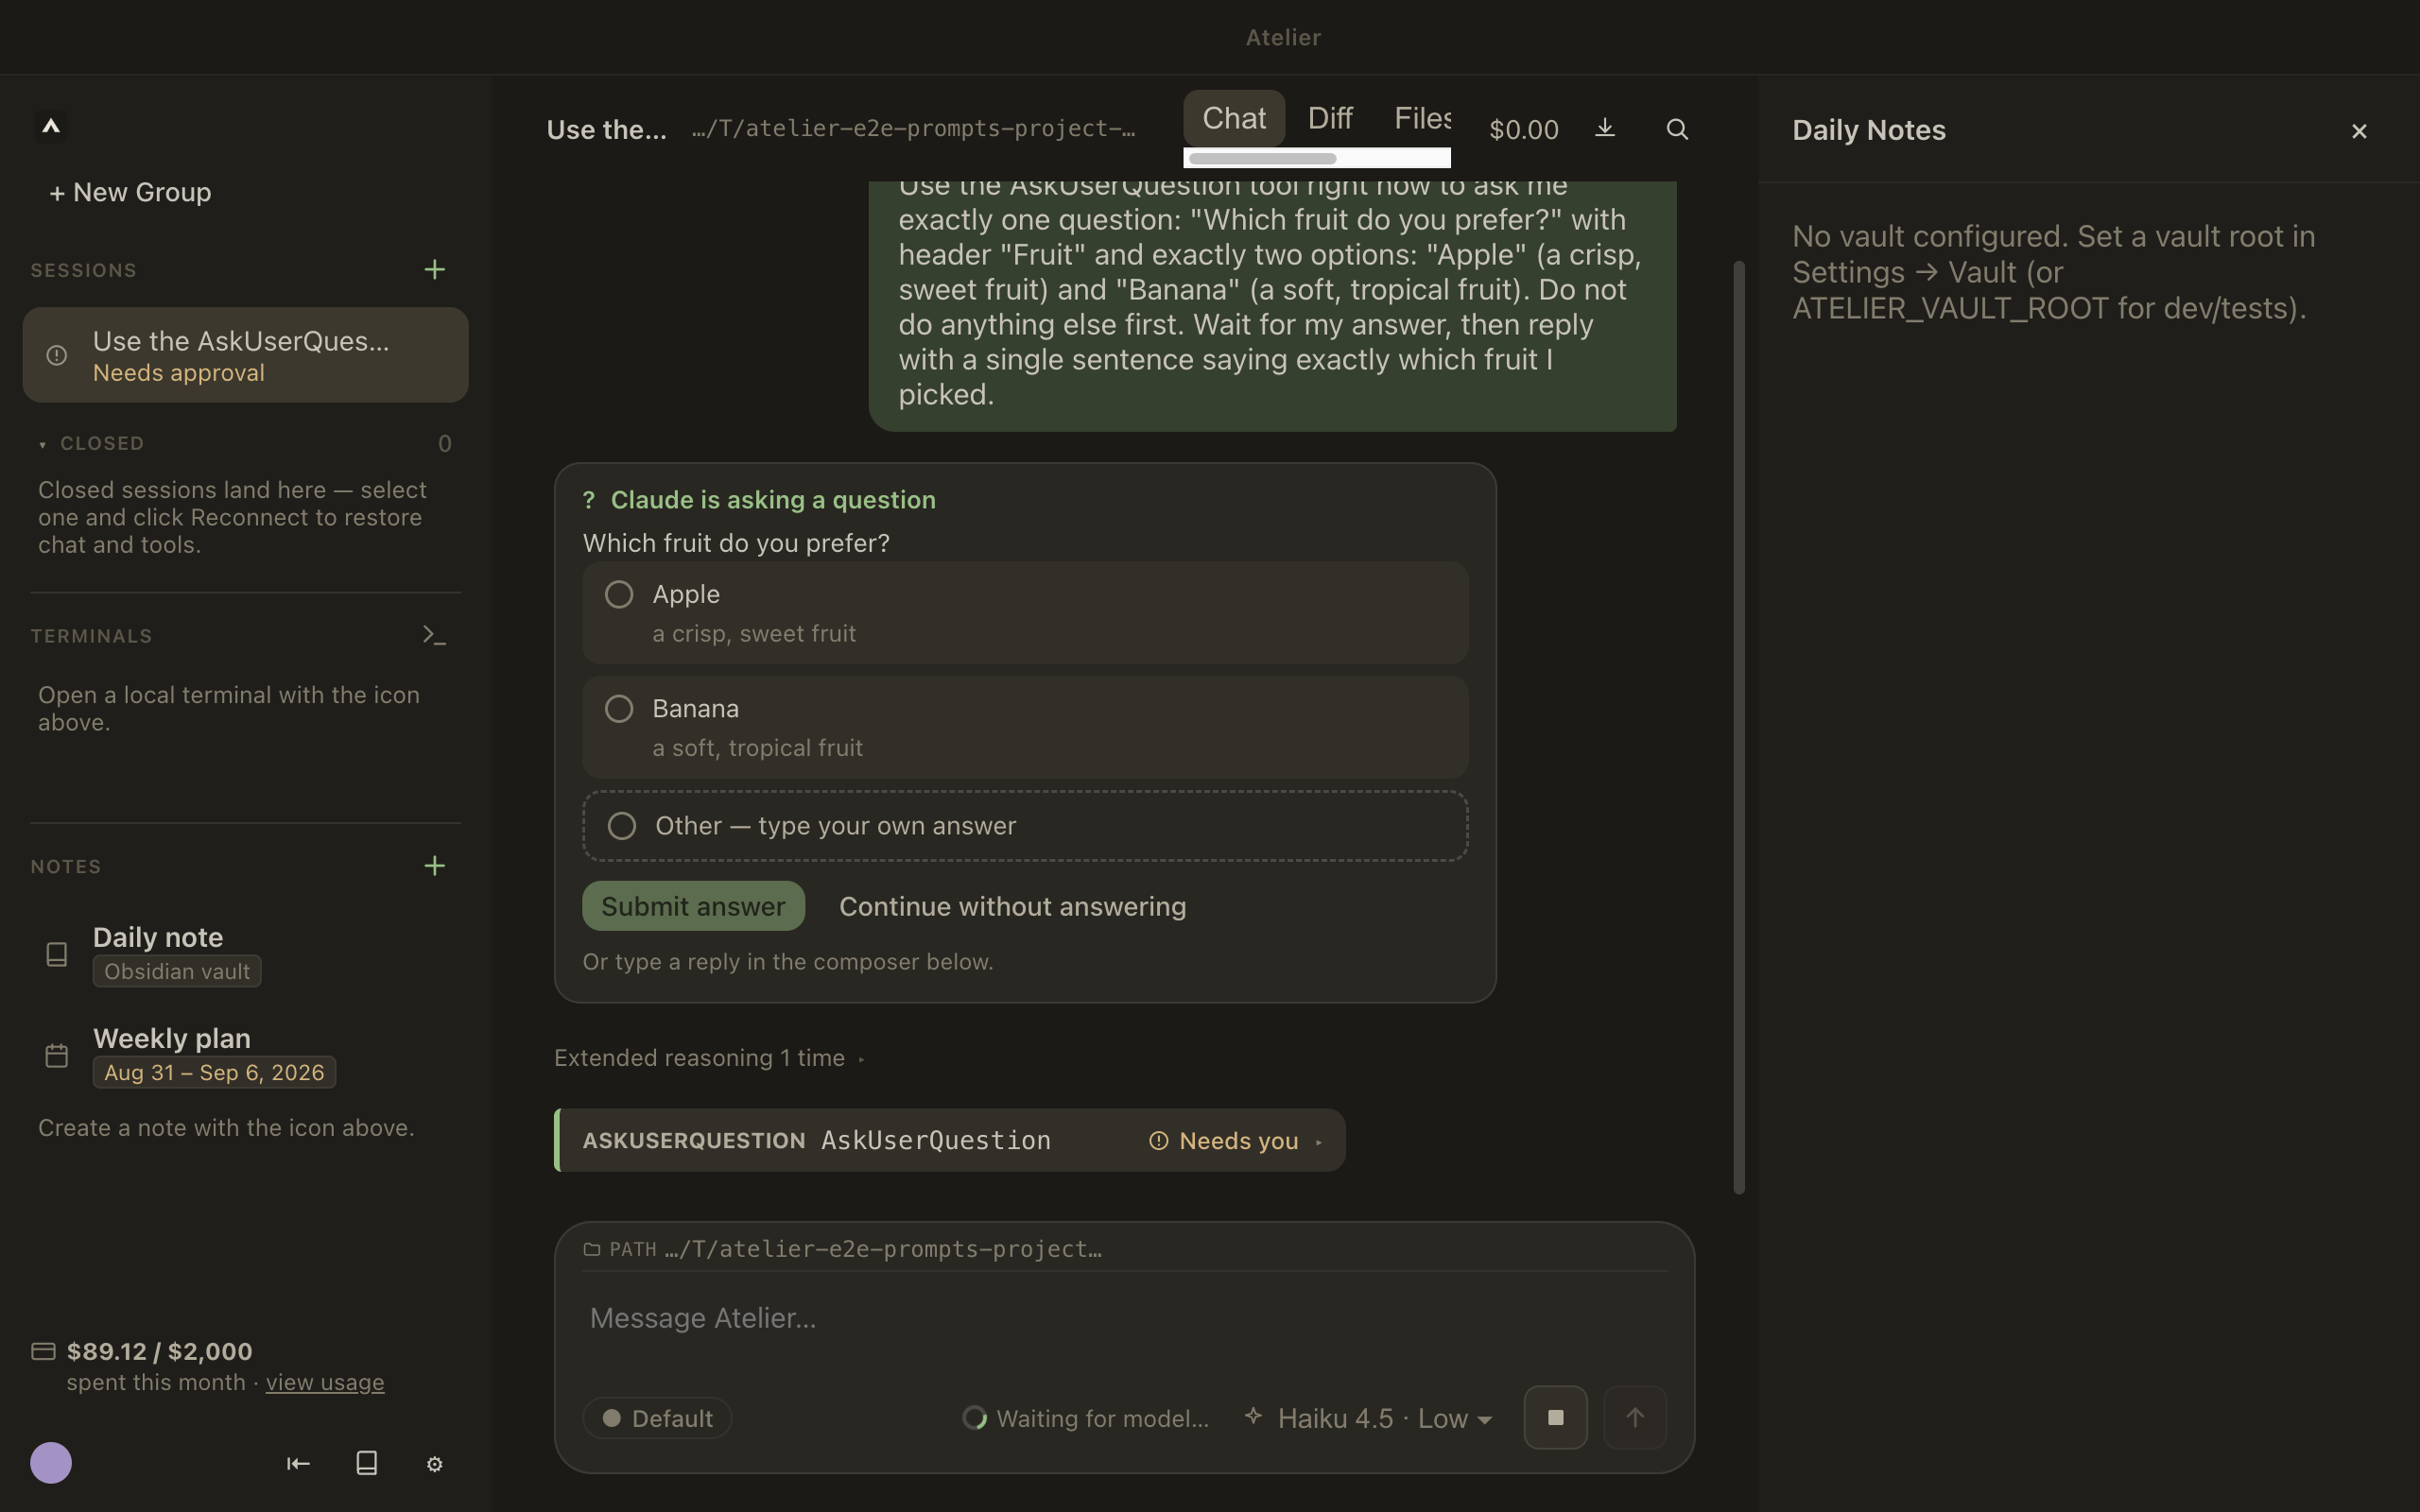 Atelier
+ New Group
SESSIONS
Use the AskUserQues...
Needs approval
CLOSED 0
Closed sessions land here — select
one and click Reconnect to restore
chat and tools.
TERMINALS
Open a local terminal with the icon
above.
NOTES
Daily note
Obsidian vault
Weekly plan
Aug 31 – Sep 6, 2026
Create a note with the icon above.
$89.12 / $2,000
spent this month · view usage
Use the... …/T/atelier-e2e-prompts-project-… Chat Diff Files $0.00
Use the AskUserQuestion tool right now to ask me
exactly one question: "Which fruit do you prefer?" with
header "Fruit" and exactly two options: "Apple" (a crisp,
sweet fruit) and "Banana" (a soft, tropical fruit). Do not
do anything else first. Wait for my answer, then reply
with a single sentence saying exactly which fruit I
picked.
? Claude is asking a question
Which fruit do you prefer?
Apple
a crisp, sweet fruit
Banana
a soft, tropical fruit
Other — type your own answer
Submit answer Continue without answering
Or type a reply in the composer below.
Extended reasoning 1 time
ASKUSERQUESTION AskUserQuestion Needs you
PATH …/T/atelier-e2e-prompts-project…
Message Atelier...
Default Waiting for model... Haiku 4.5 · Low
Daily Notes
No vault configured. Set a vault root in
Settings → Vault (or
ATELIER_VAULT_ROOT for dev/tests).